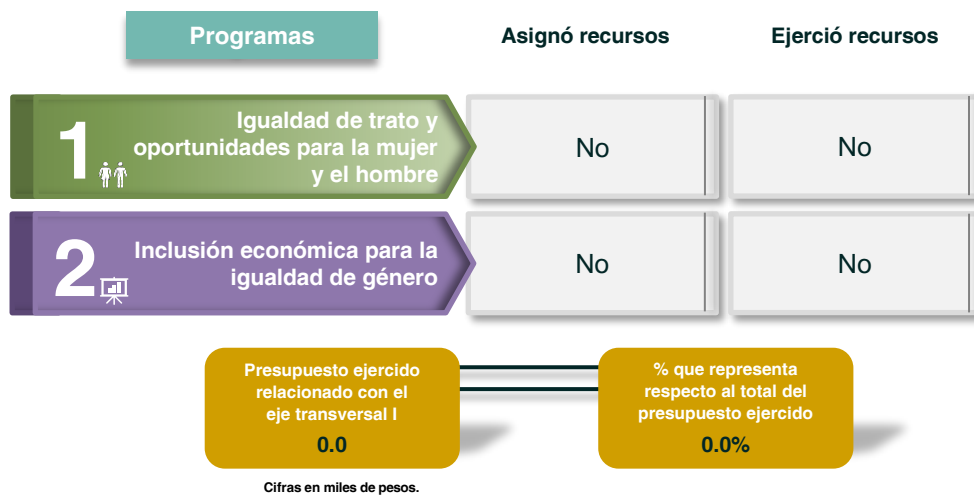 Programas
Asignó recursos
Ejerció recursos
1
Igualdad de trato y
oportunidades para la mujer
y el hombre
No
No
2
Inclusión económica para la
igualdad de género
No
No
Presupuesto ejercido
relacionado con el
eje transversal I
0.0
% que representa
respecto al total del
presupuesto ejercido
0.0%
Cifras en miles de pesos.